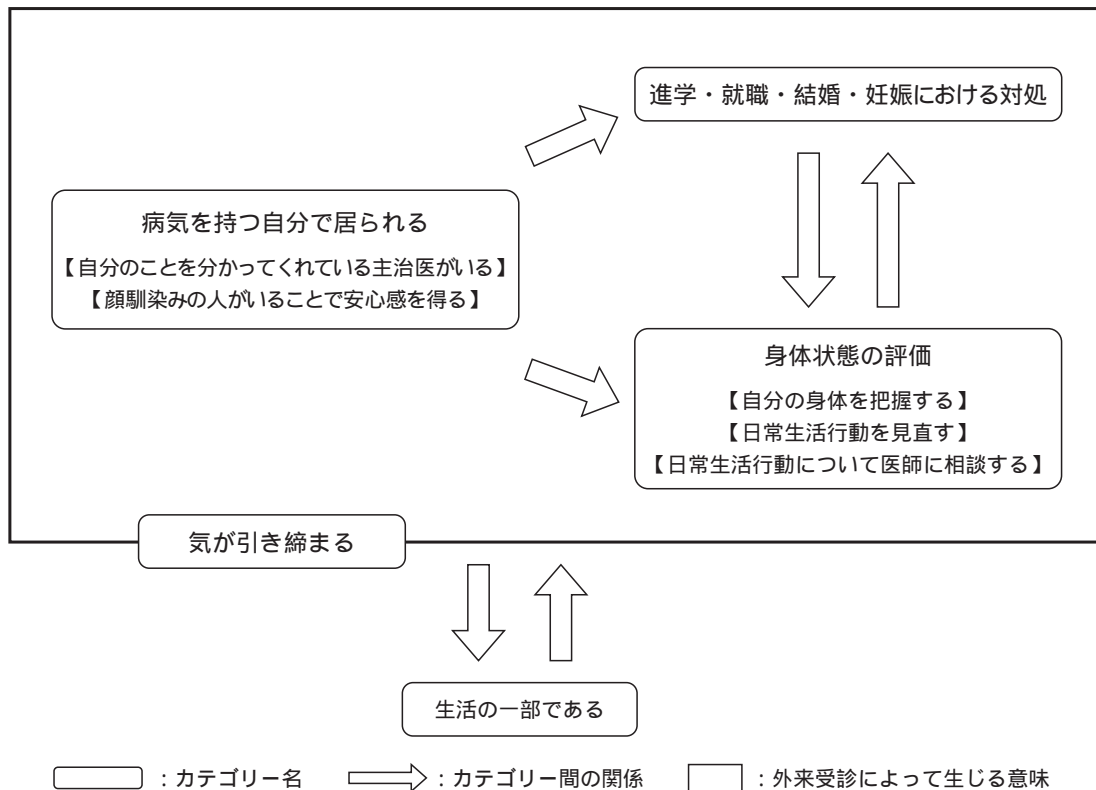 進学・就職・結婚・妊娠における対処
病気を持つ自分で居られる
【自分のことを分かってくれている主治医がいる】
【顔馴染みの人がいることで安心感を得る】
身体状態の評価
【自分の身体を把握する】
【日常生活行動を見直す】
【日常生活行動について医師に相談する】
気が引き締まる
生活の一部である
：カテゴリー名
：カテゴリー間の関係
：外来受診によって生じる意味